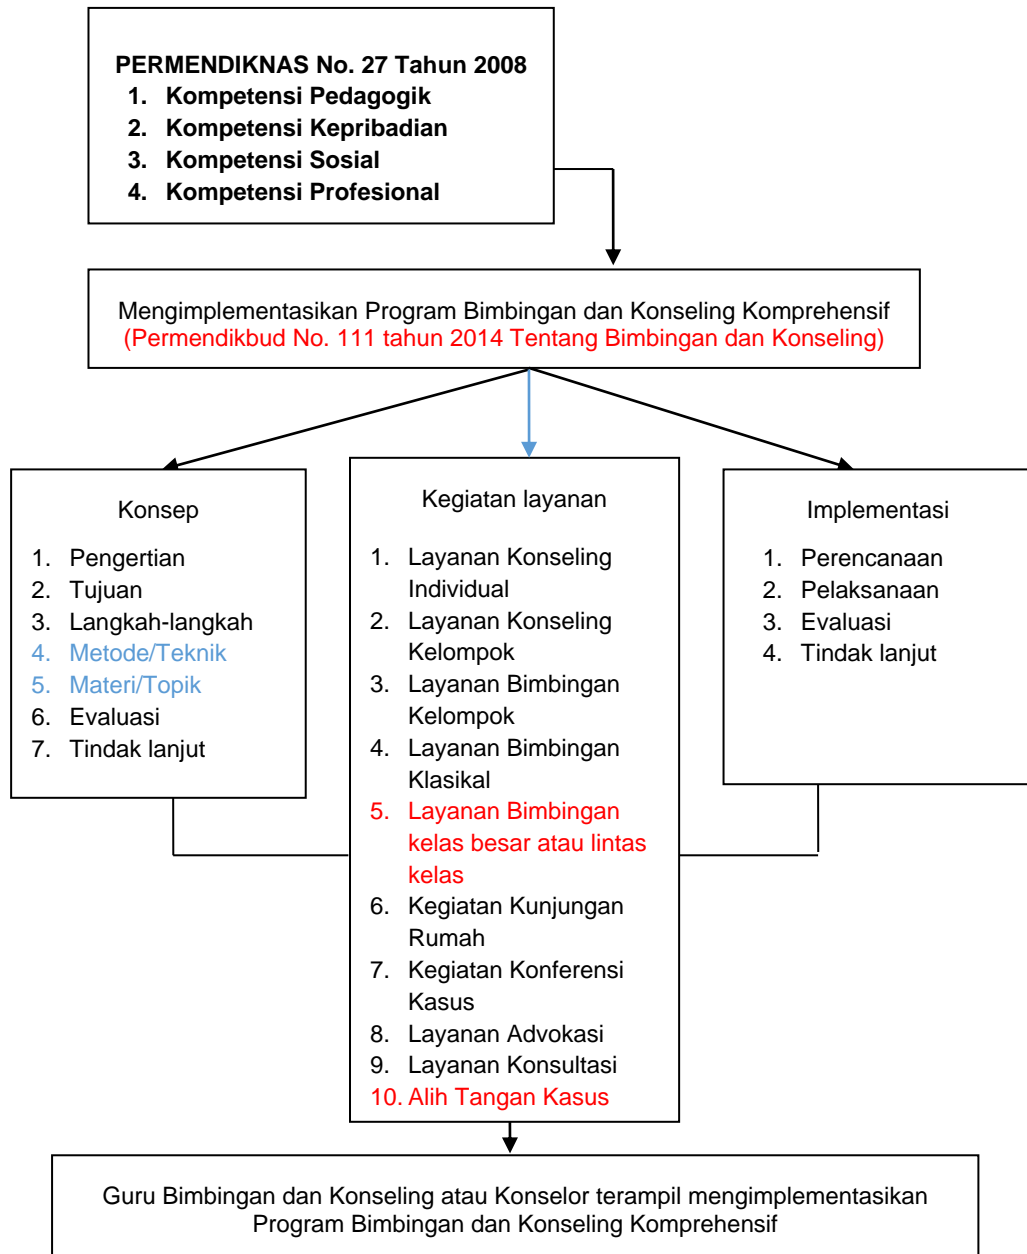 PERMENDIKNAS No. 27 Tahun 2008
1. Kompetensi Pedagogik
2. Kompetensi Kepribadian
3. Kompetensi Sosial
4. Kompetensi Profesional
Mengimplementasikan Program Bimbingan dan Konseling Komprehensif
(Permendikbud No. 111 tahun 2014 Tentang Bimbingan dan Konseling)
Konsep
1. Pengertian
2. Tujuan
3. Langkah-langkah
4. Metode/Teknik
5. Materi/Topik
6. Evaluasi
7. Tindak lanjut
Kegiatan layanan
1. Layanan Konseling
Individual
2. Layanan Konseling
Kelompok
3. Layanan Bimbingan
Kelompok
4. Layanan Bimbingan
Klasikal
5. Layanan Bimbingan
kelas besar atau lintas
kelas
6. Kegiatan Kunjungan
Rumah
7. Kegiatan Konferensi
Kasus
8. Layanan Advokasi
9. Layanan Konsultasi
10. Alih Tangan Kasus
Implementasi
1. Perencanaan
2. Pelaksanaan
3. Evaluasi
4. Tindak lanjut
Guru Bimbingan dan Konseling atau Konselor terampil mengimplementasikan
Program Bimbingan dan Konseling Komprehensif